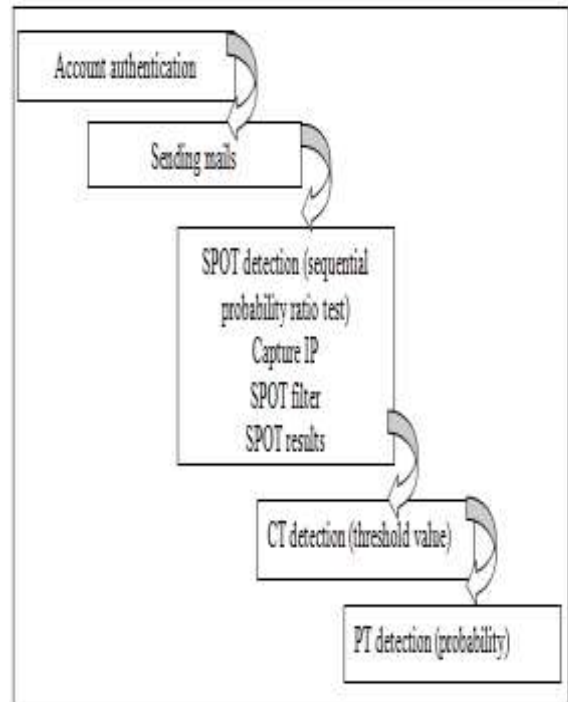 Account authentication
Sending mails
SPOT detection (sequential
probability ratio test)
Capture IP
SPOT filter
SPOT results
CT detection (threshold value)
PT detection (probability)